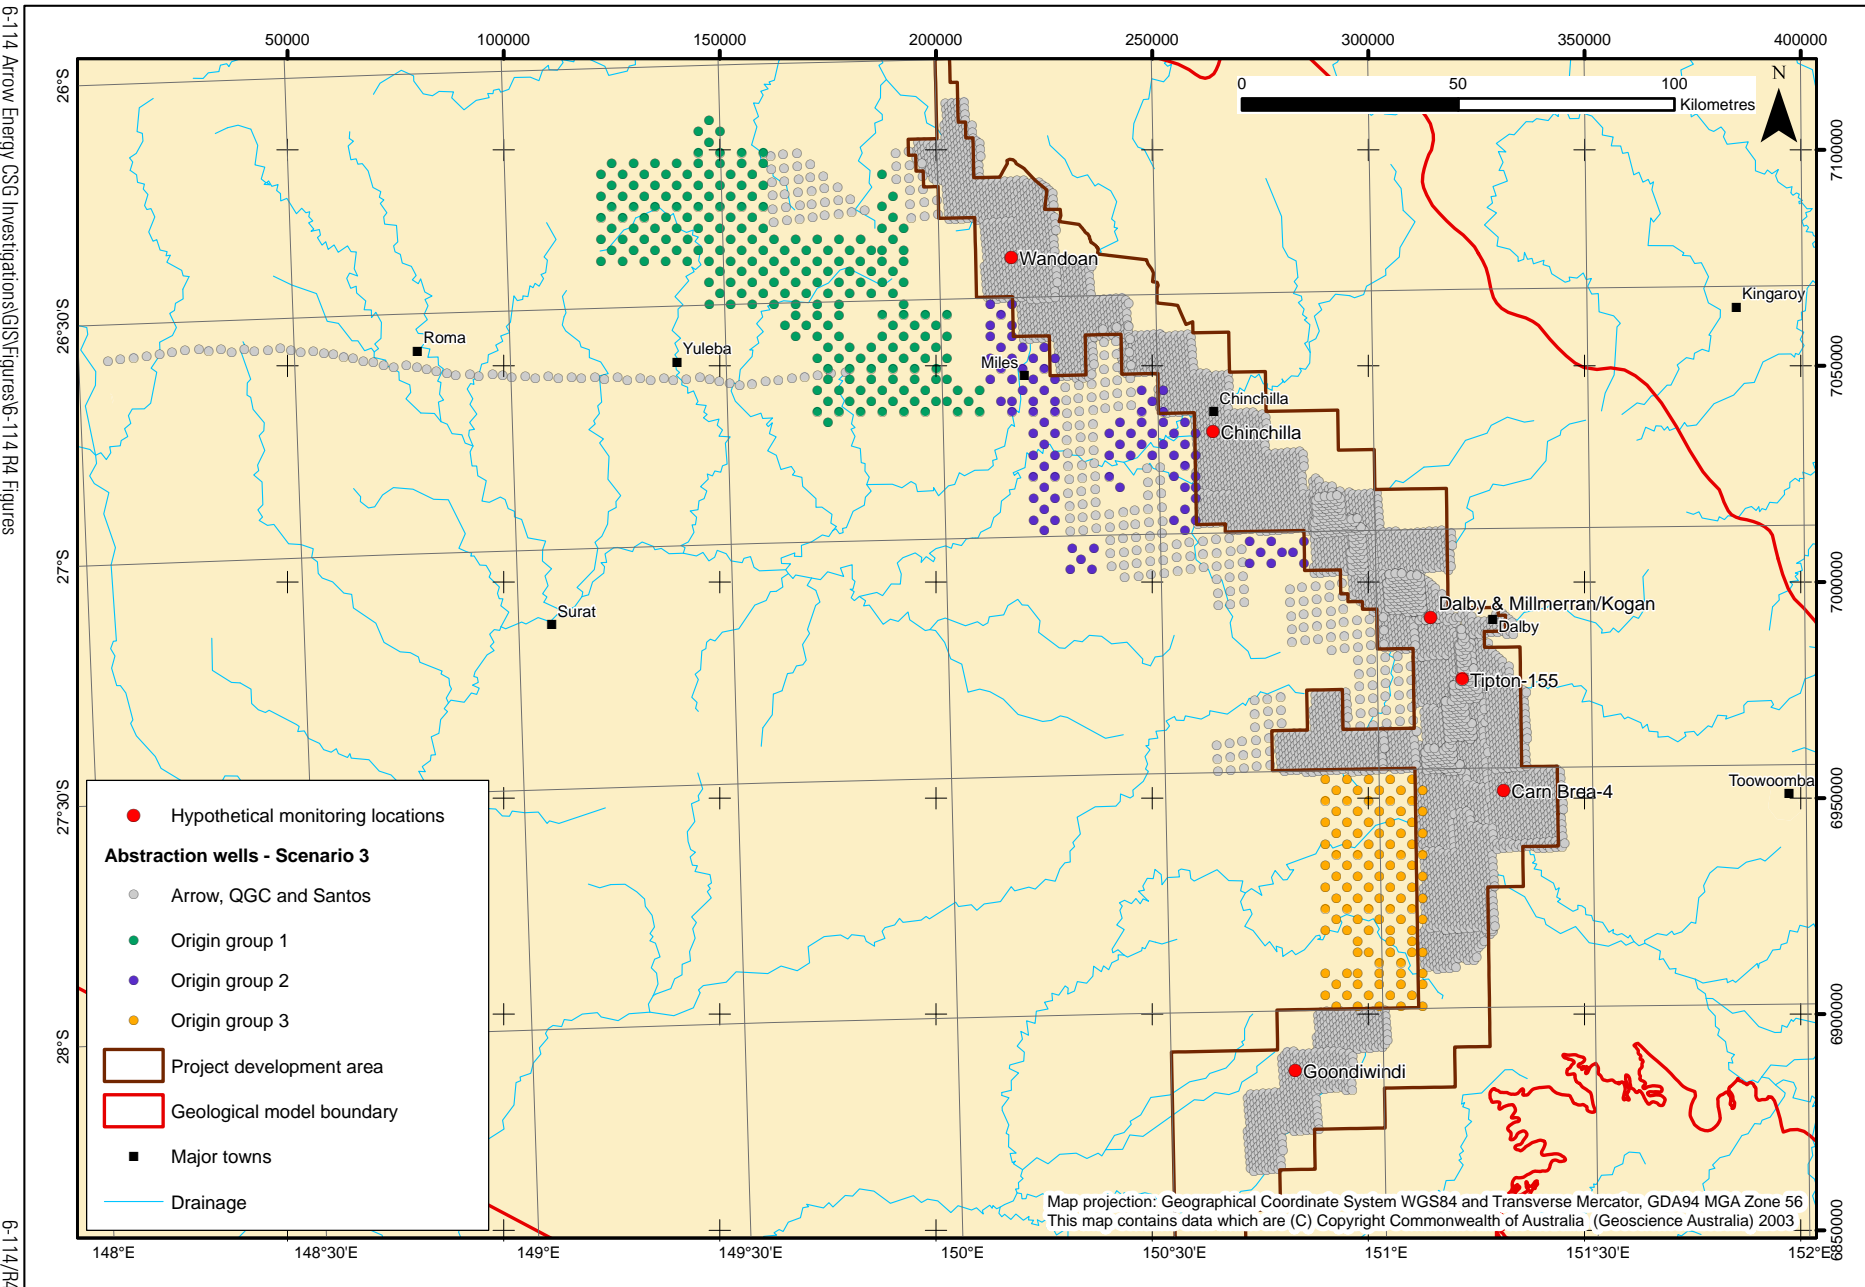 6-114 Arrow Energy CSG Investigations\GIS\Figures\6-114 R4 Figures
50000
100000
150000
200000
250000
300000
350000
400000
26°S
26°30'S
27°S
27°30'S
28°S
0
50
100
Kilometres
N
7100000
7050000
7000000
6950000
6900000
6850000
Wandoan
Kingaroy
Roma
Yuleba
Miles
Chinchilla
Chinchilla
Dalby & Millmerran/Kogan
Dalby
Surat
Tipton-155
Toowoomba
Carn Brea-4
Goondiwindi
Hypothetical monitoring locations
Abstraction wells - Scenario 3
Arrow, QGC and Santos
Origin group 1
Origin group 2
Origin group 3
Project development area
Geological model boundary
Major towns
Drainage
Map projection: Geographical Coordinate System WGS84 and Transverse Mercator, GDA94 MGA Zone 56
This map contains data which are (C) Copyright Commonwealth of Australia (Geoscience Australia) 2003
148°E
148°30'E
149°E
149°30'E
150°E
150°30'E
151°E
151°30'E
152°E
6-114/R4